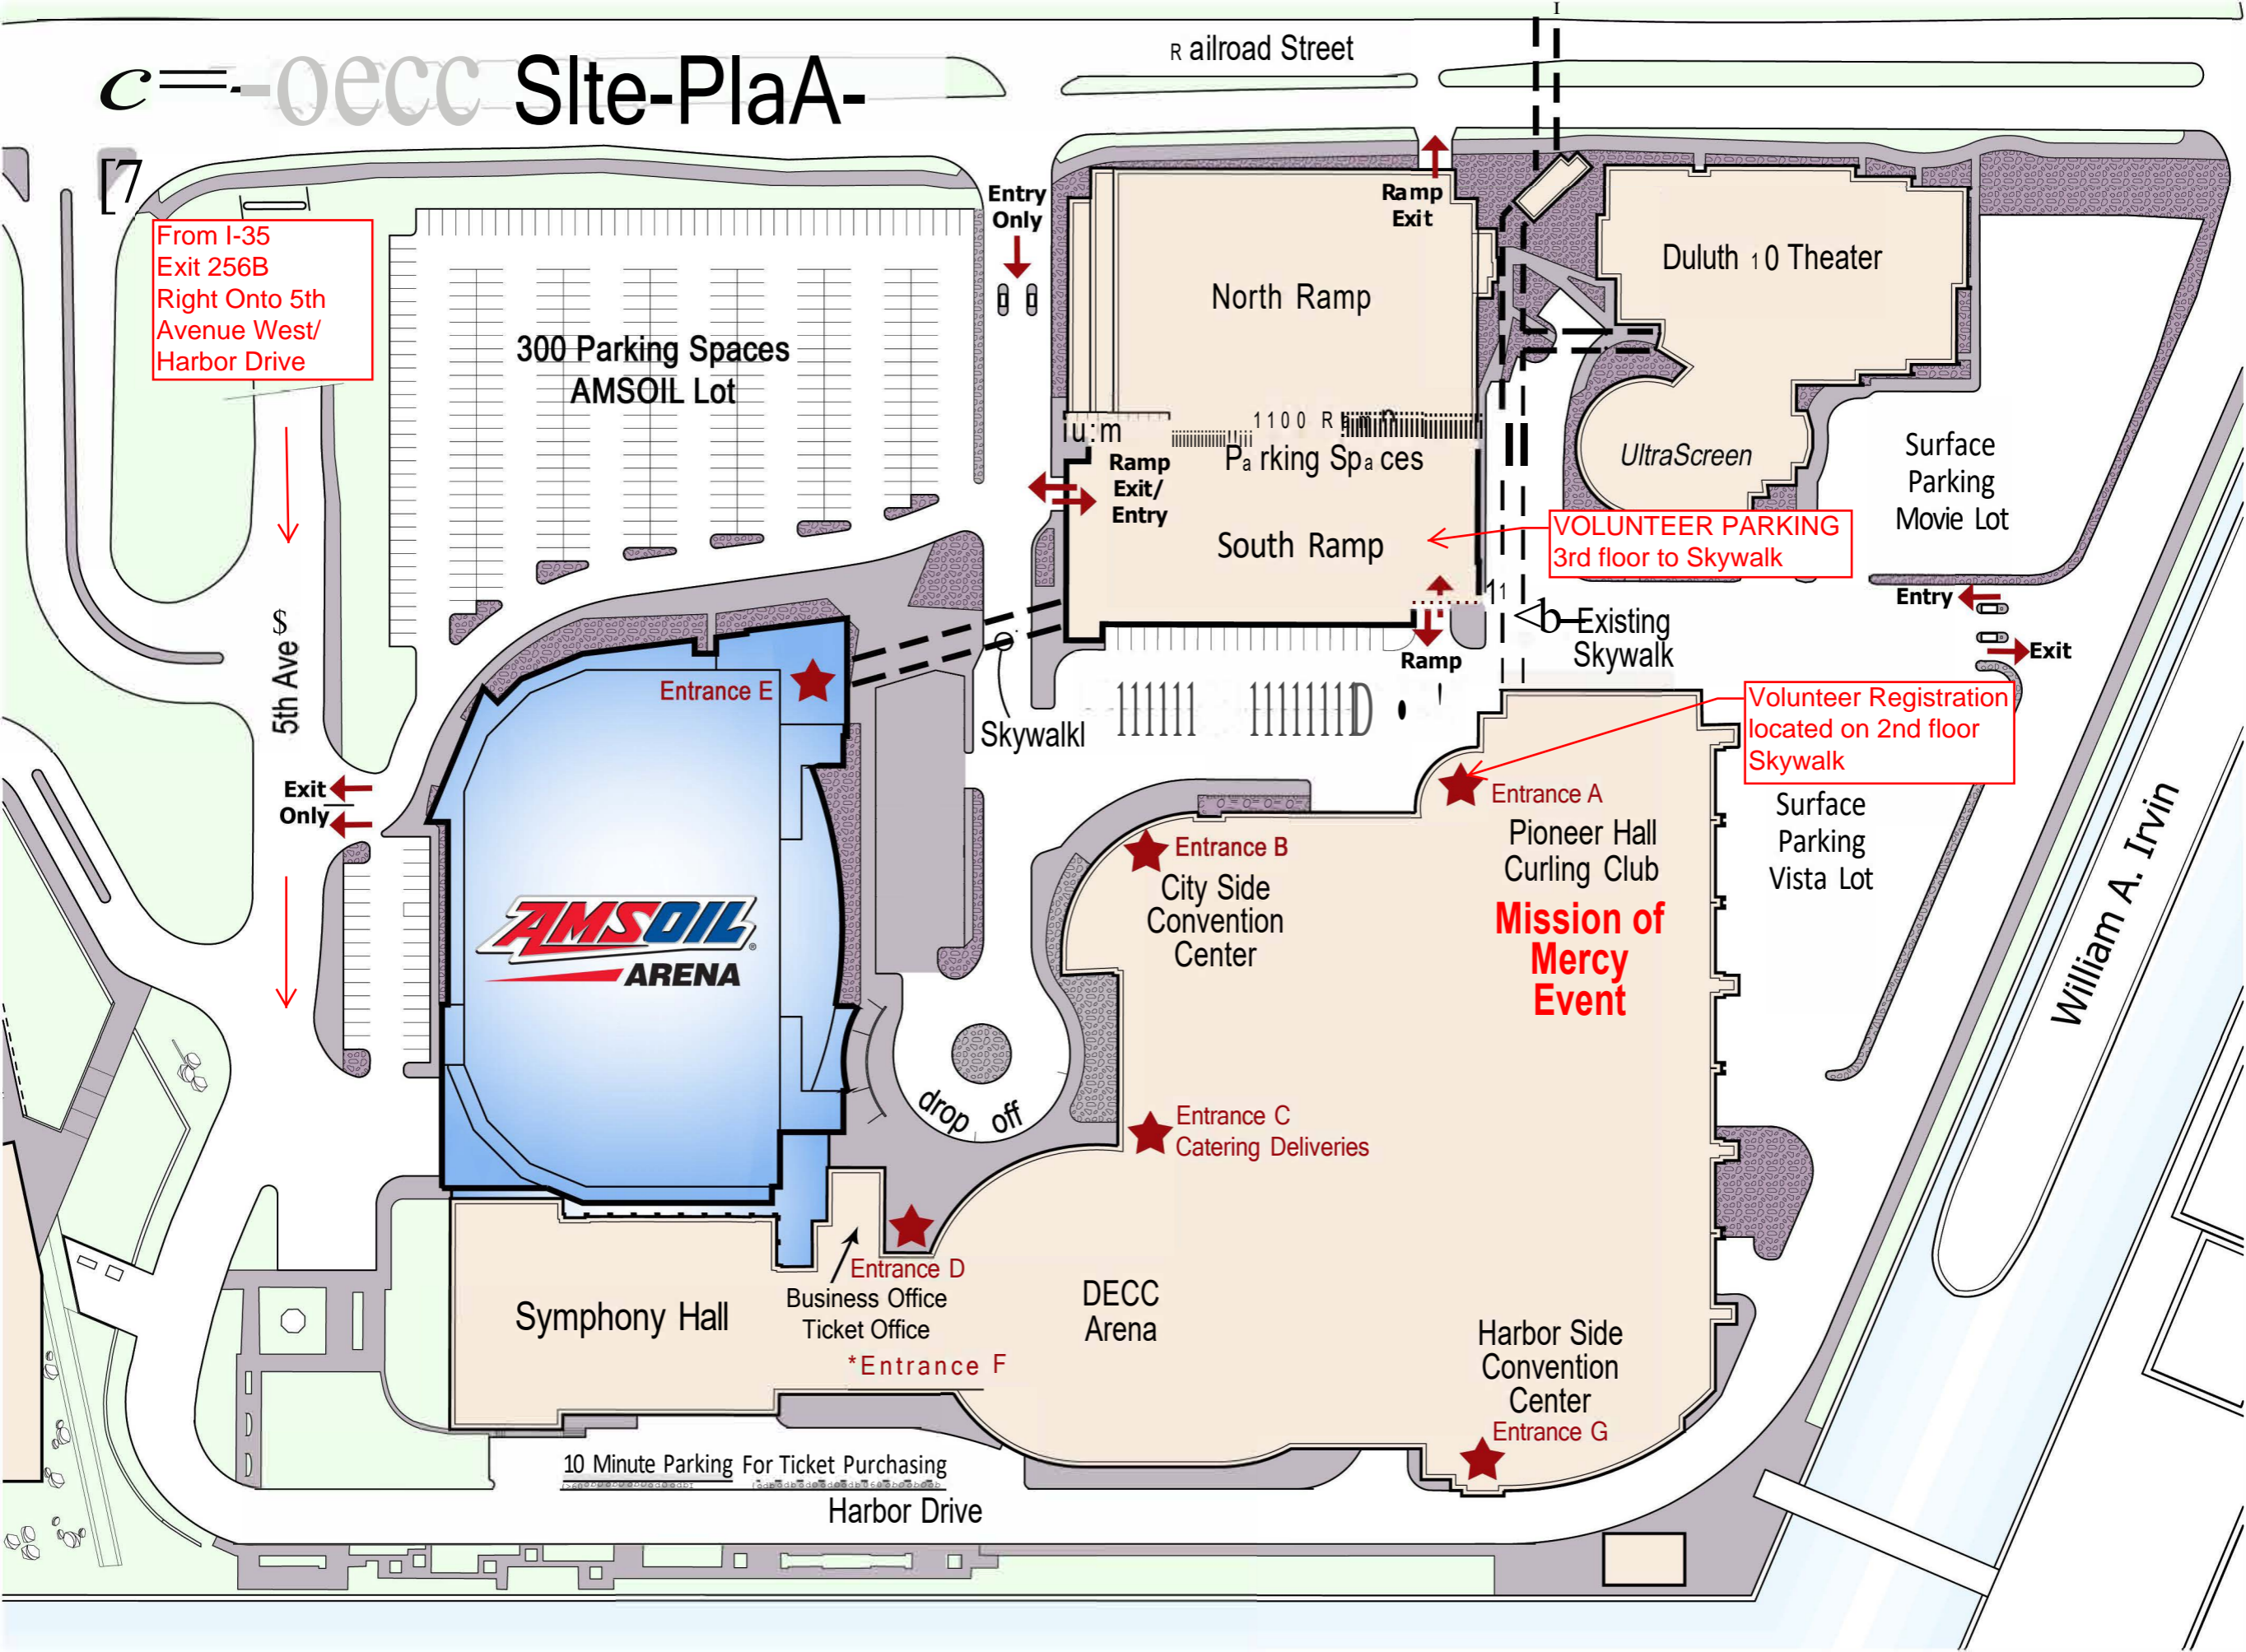 oecc SIte-PlaA-
R ailroad Street
From I-35
Exit 256B
Right Onto 5th
Avenue West/
Harbor Drive
Entry
Only
Ramp
Exit
North Ramp
Duluth 10 Theater
300 Parking Spaces
AMSOIL Lot
1100 R
Parking Spaces
Ramp
Exit/
Entry
South Ramp
UltraScreen
Surface
Parking
Movie Lot
VOLUNTEER PARKING
3rd floor to Skywalk
Entry
Exit
Existing
Skywalk
Ramp
5th Ave S
Entrance E
Skywalkl
Volunteer Registration
located on 2nd floor
Skywalk
Exit
Only
Entrance A
Pioneer Hall
Curling Club
Mission of
Mercy
Event
Surface
Parking
Vista Lot
William A. Irvin
Entrance B
City Side
Convention
Center
AMSOIL®
ARENA
drop off
Entrance C
Catering Deliveries
Entrance D
Business Office
Ticket Office
*Entrance F
Symphony Hall
DECC
Arena
Harbor Side
Convention
Center
Entrance G
10 Minute Parking For Ticket Purchasing
Harbor Drive